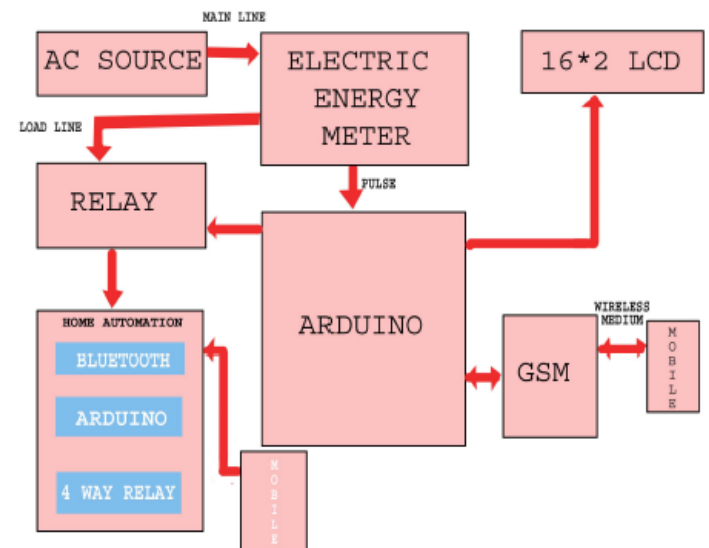 MAIN LINE
AC SOURCE
ELECTRIC
ENERGY
METER
16*2 LCD
LOAD LINE
PULSE
RELAY
ARDUINO
HOME AUTOMATION
BLUETOOTH
ARDUINO
4 WAY RELAY
MOBILE
GSM
WIRELESS
MEDIUM
MOBILE